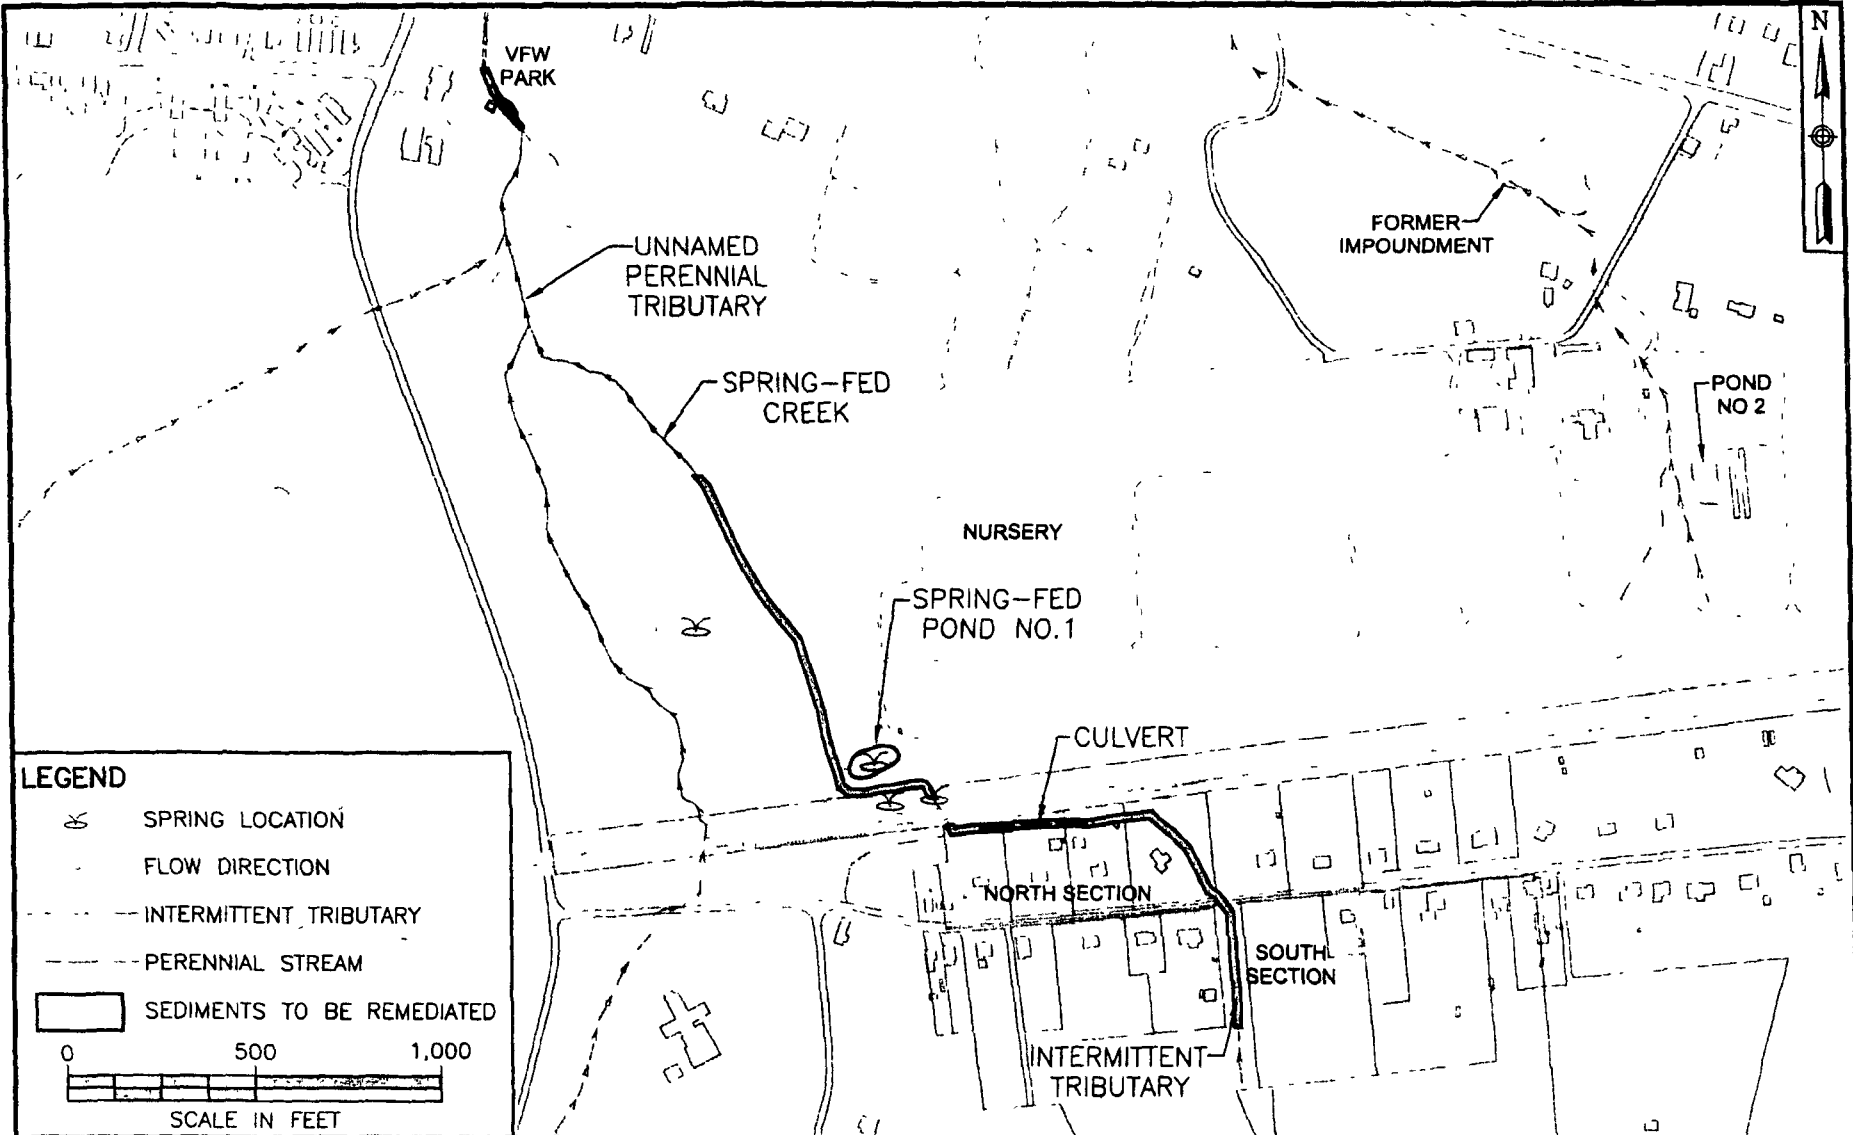 N
VFW
PARK
FORMER
IMPOUNDMENT
UNNAMED
PERENNIAL
TRIBUTARY
SPRING-FED
CREEK
POND
NO 2
NURSERY
SPRING-FED
POND NO.1
CULVERT
NORTH SECTION
SOUTH
SECTION
INTERMITTENT
TRIBUTARY
LEGEND
SPRING LOCATION
FLOW DIRECTION
INTERMITTENT TRIBUTARY
PERENNIAL STREAM
SEDIMENTS TO BE REMEDIATED
0 500 1,000
SCALE IN FEET